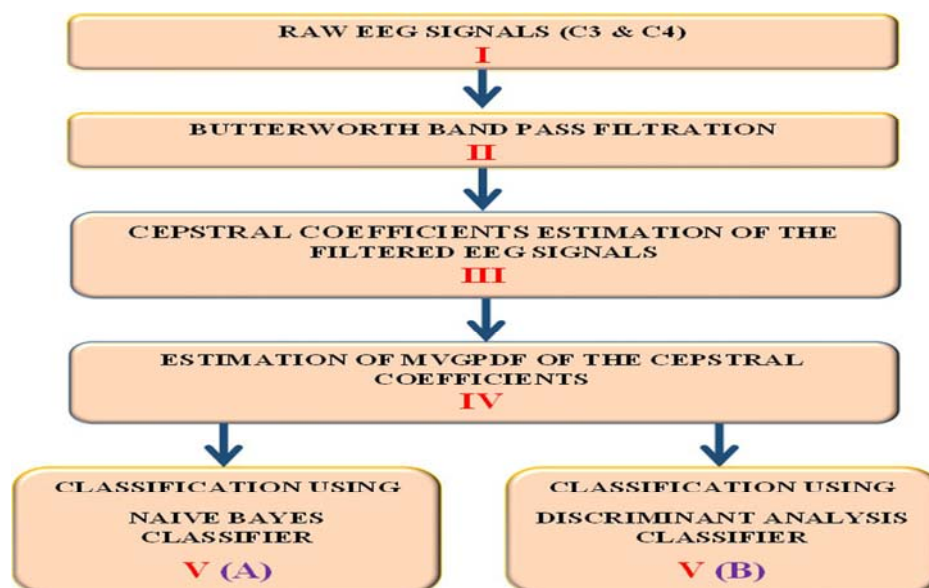 RAW EEG SIGNALS (C3 & C4)
I
BUTTERWORTH BAND PASS FILTRATION
II
CEPSTRAL COEFFICIENTS ESTIMATION OF THE
FILTERED EEG SIGNALS
III
ESTIMATION OF MVGPDF OF THE CEPSTRAL
COEFFICIENTS
IV
CLASSIFICATION USING
NAIVE BAYES
CLASSIFIER
V (A)
CLASSIFICATION USING
DISCRIMINANT ANALYSIS
CLASSIFIER
V (B)